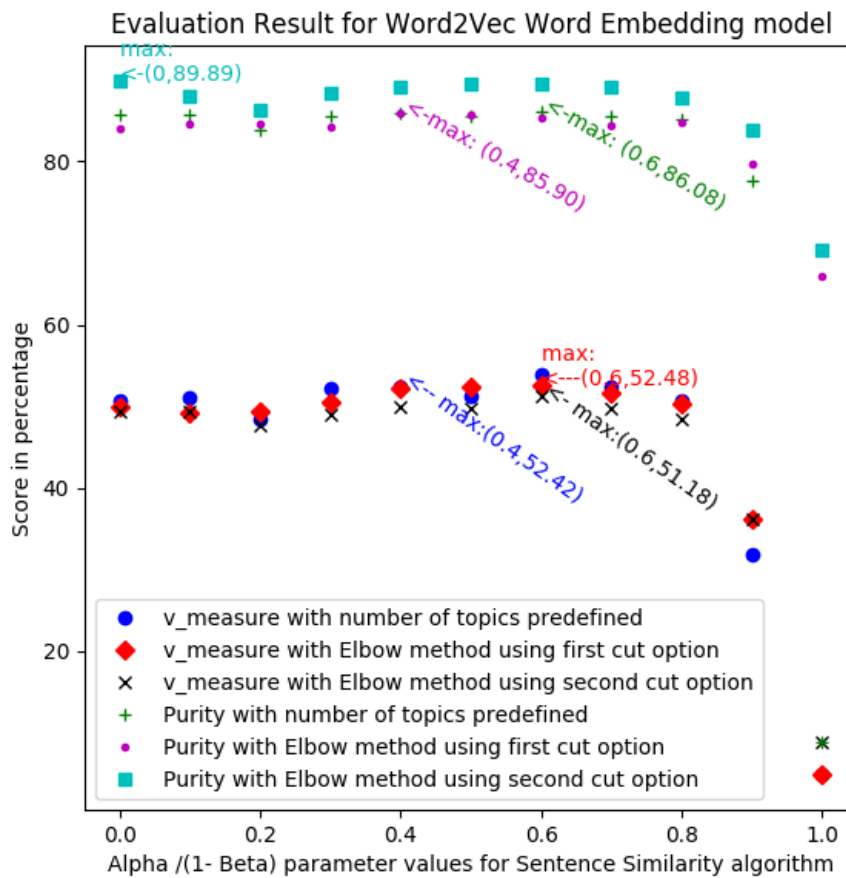 Evaluation Result for Word2Vec Word Embedding model
max:
<-(0,89.89)
<-max: (0.4,85.90)
<-max: (0.6,86.08)
max:
<---(0.6,52.48)
<-- max:(0.4,52.42)
<- max:(0.6,51.18)
Score in percentage
80
60
40
20
v_measure with number of topics predefined
v_measure with Elbow method using first cut option
v_measure with Elbow method using second cut option
Purity with number of topics predefined
Purity with Elbow method using first cut option
Purity with Elbow method using second cut option
0.0 0.2 0.4 0.6 0.8 1.0
Alpha /(1- Beta) parameter values for Sentence Similarity algorithm